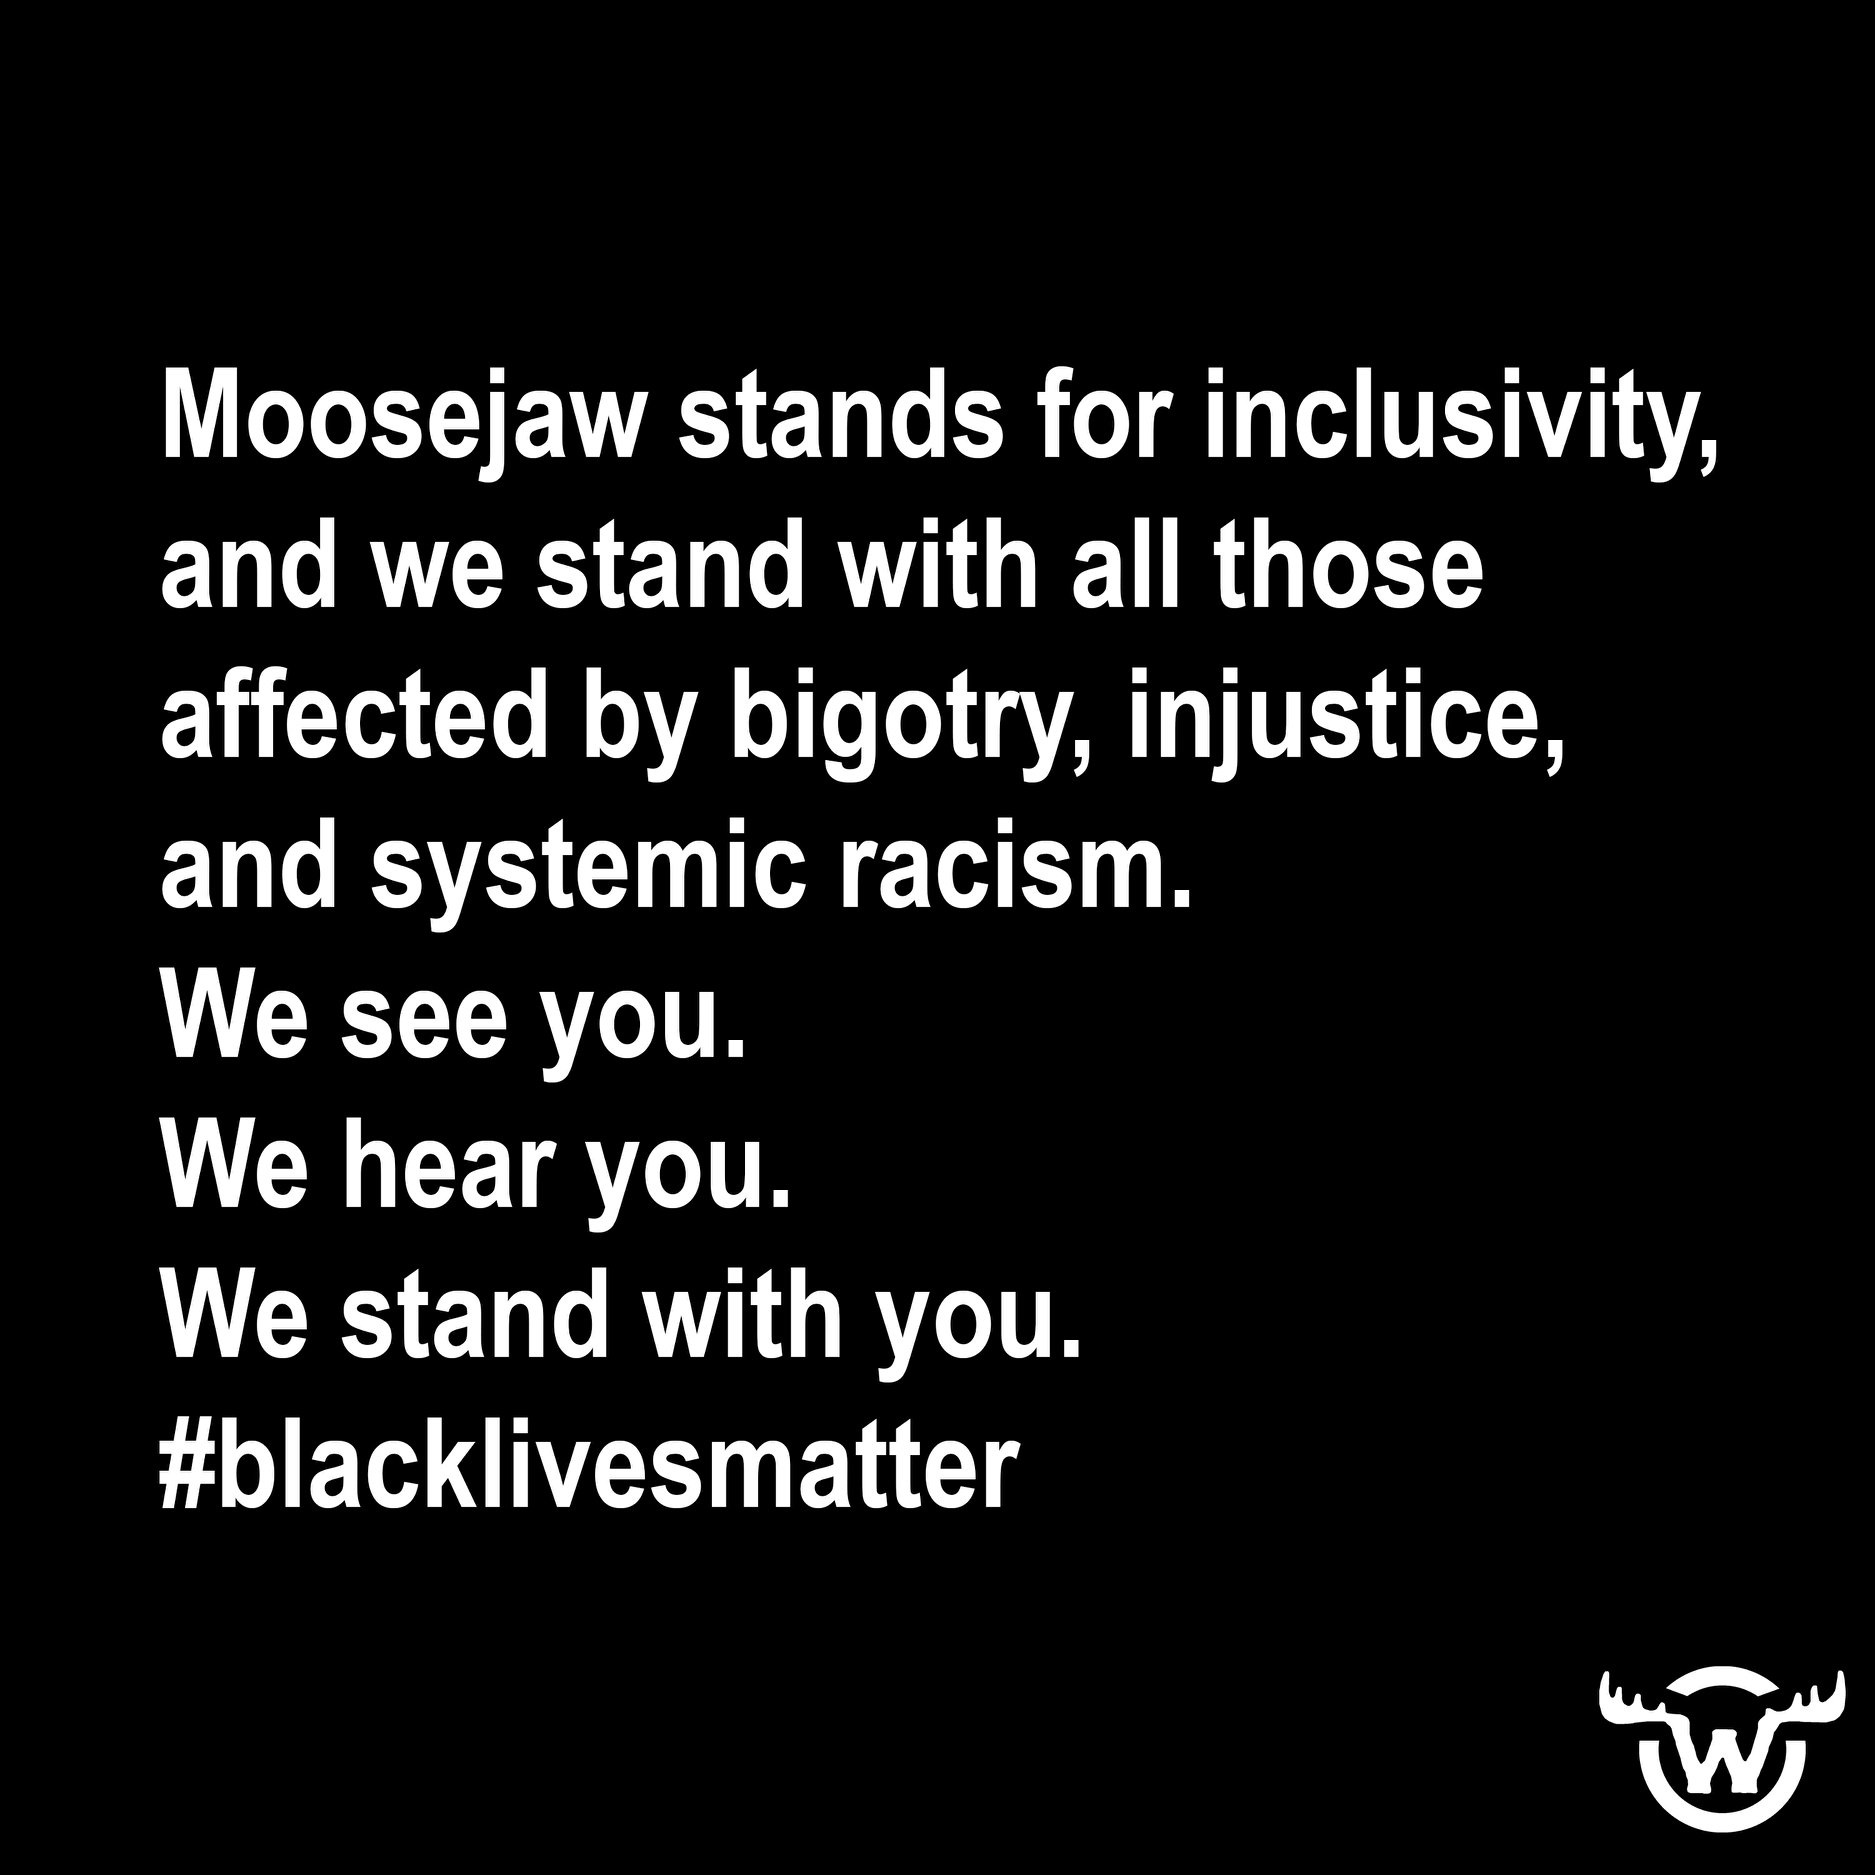 Moosejaw stands for inclusivity,
and we stand with all those
affected by bigotry, injustice,
and systemic racism.
We see you.
We hear you.
We stand with you.
#blacklivesmatter